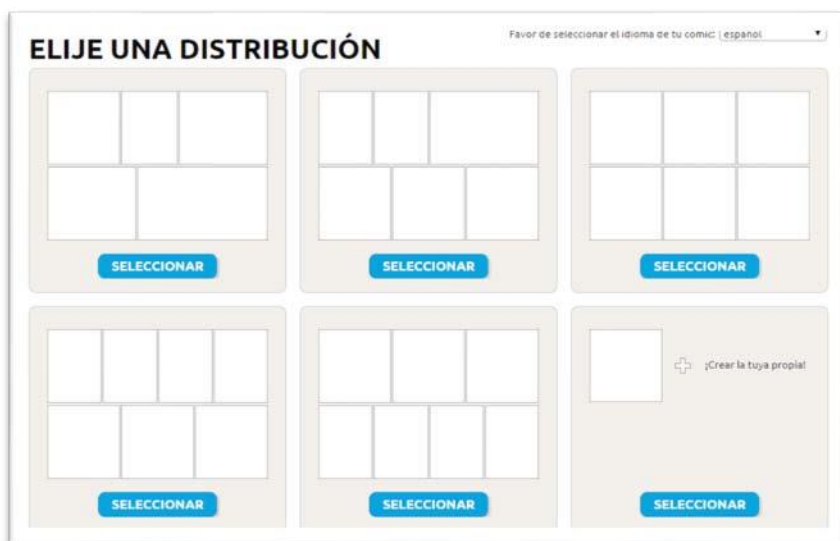 ELIJE UNA DISTRIBUCIÓN
Favor de seleccionar el idioma de tu comic: español
SELECCIONAR
SELECCIONAR
SELECCIONAR
¡Crear la tuya propia!
SELECCIONAR
SELECCIONAR
SELECCIONAR